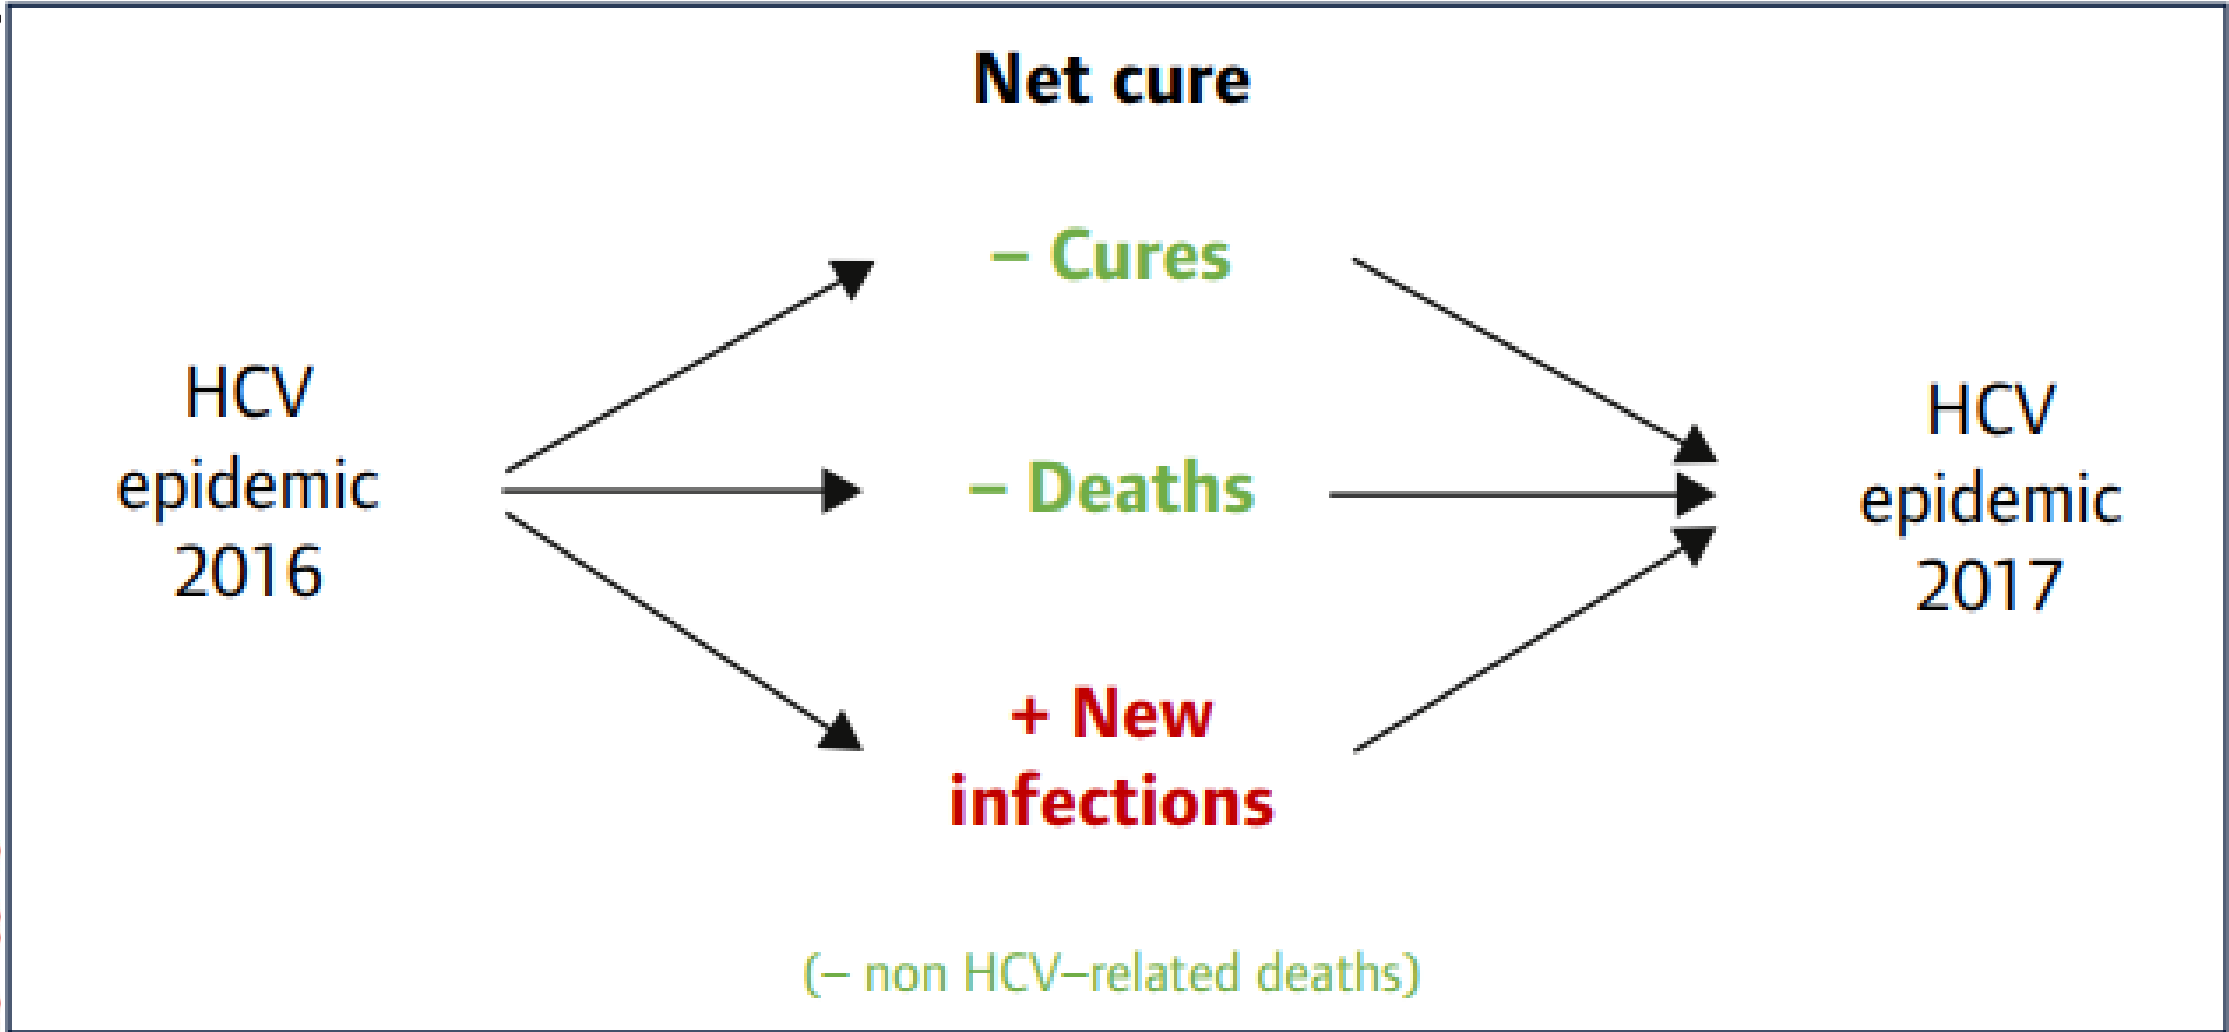 Net cure
HCV
epidemic
2016
– Cures
– Deaths
+ New
infections
HCV
epidemic
2017
(– non HCV–related deaths)